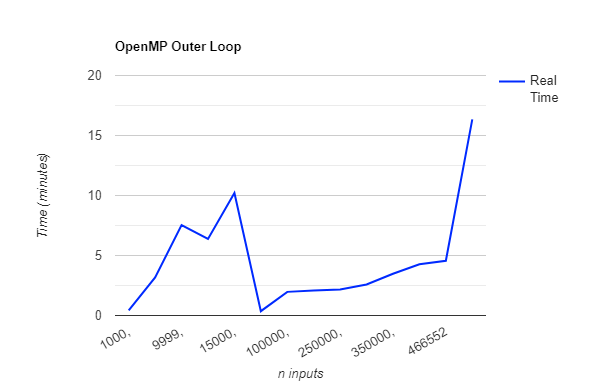 OpenMP Outer Loop
20
15
10
5
0
Time (minutes)
Real
Time
1000,
9999,
15000,
100000,
250000,
350000,
466552
n inputs